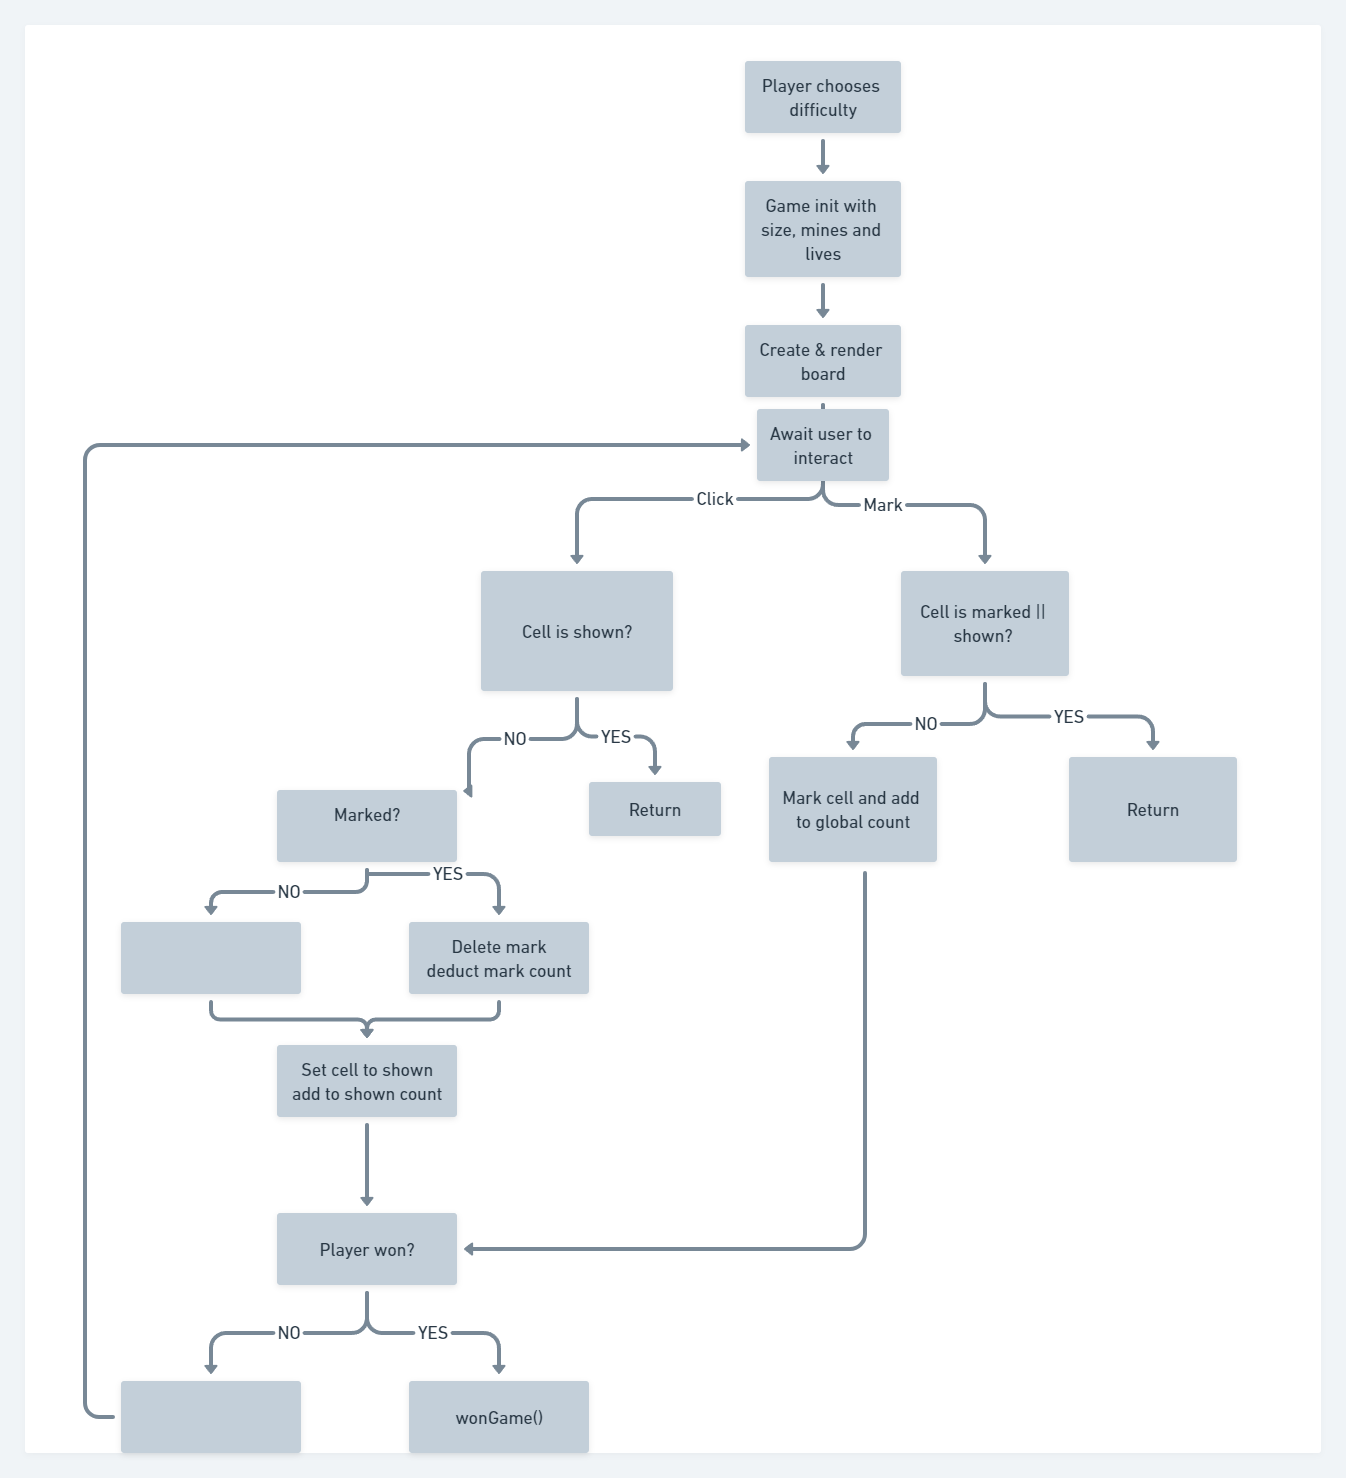 Player chooses
difficulty
Game init with
size, mines and
lives
Create & render
board
Await user to
interact
Click
Mark
Cell is shown?
Cell is marked ||
shown?
NO
YES
NO
YES
Marked?
Return
Mark cell and add
to global count
Return
NO
YES
Delete mark
deduct mark count
Set cell to shown
add to shown count
Player won?
NO
YES
wonGame()